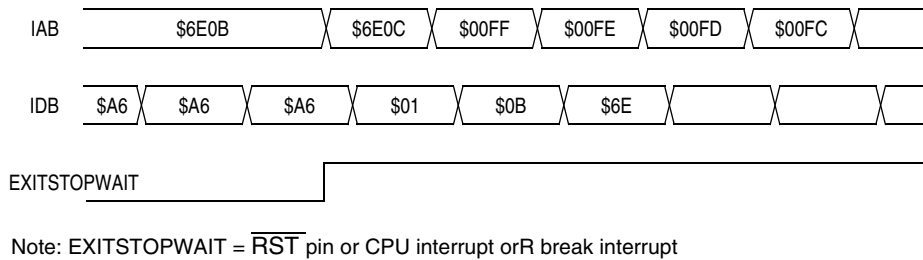 IAB $6E0B $6E0C $00FF $00FE $00FD $00FC
IDB $A6 $A6 $A6 $01 $0B $6E
EXITSTOPWAIT
Note: EXITSTOPWAIT = RST pin or CPU interrupt orR break interrupt